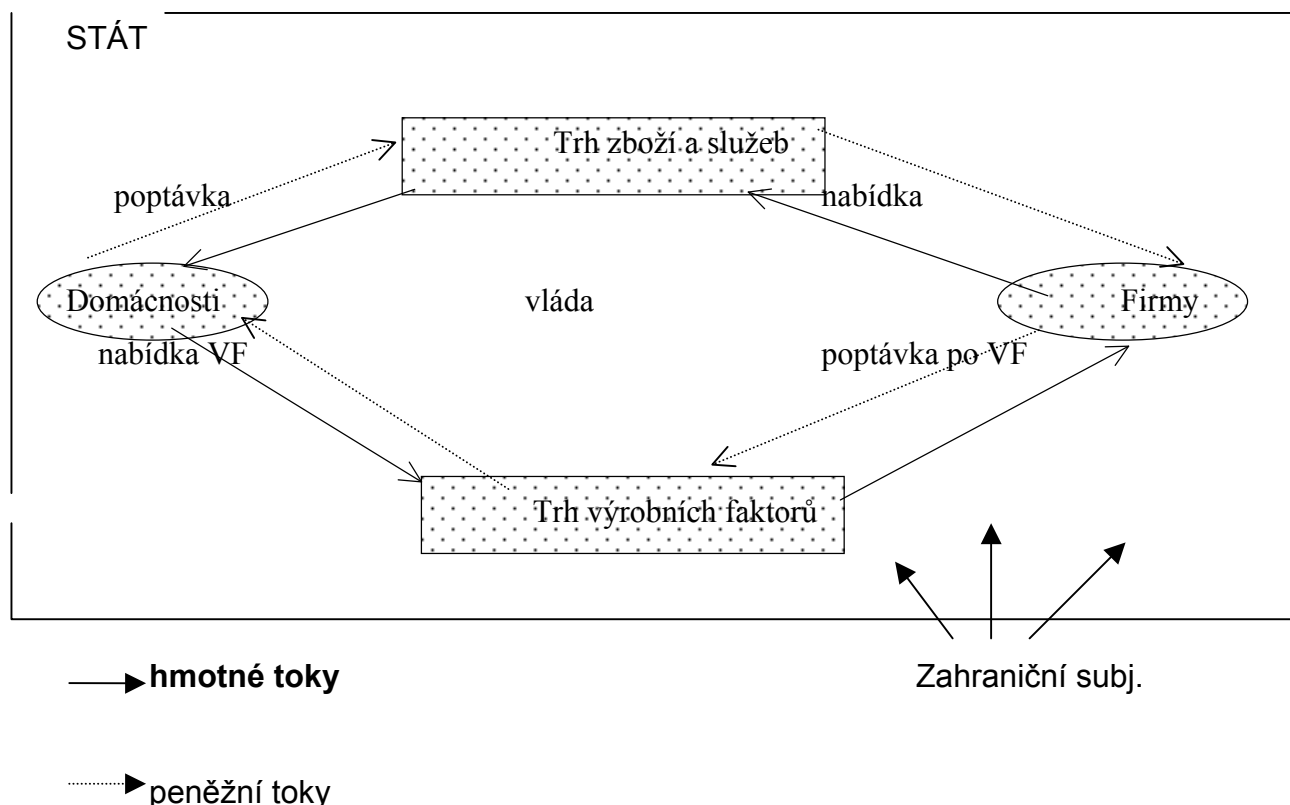 STÁT
Trh zboží a služeb
poptávka
nabídka
Domácnosti
vláda
Firmy
nabídka VF
poptávka po VF
Trh výrobních faktorů
hmotné toky
Zahraniční subj.
peněžní toky